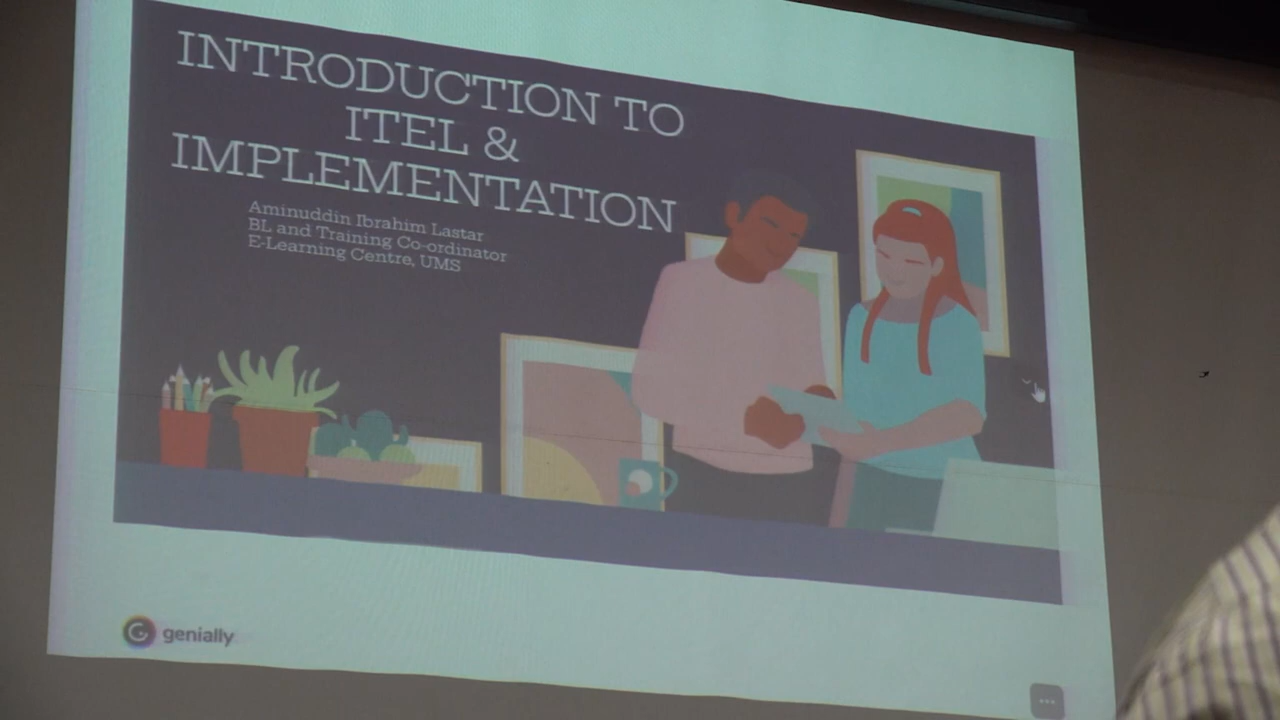 INTRODUCTION TO
ITEL &
IMPLEMENTATION
Aminuddin Ibrahim Lastar
BL and Training Co-ordinator
E-Learning Centre, UMS
genially